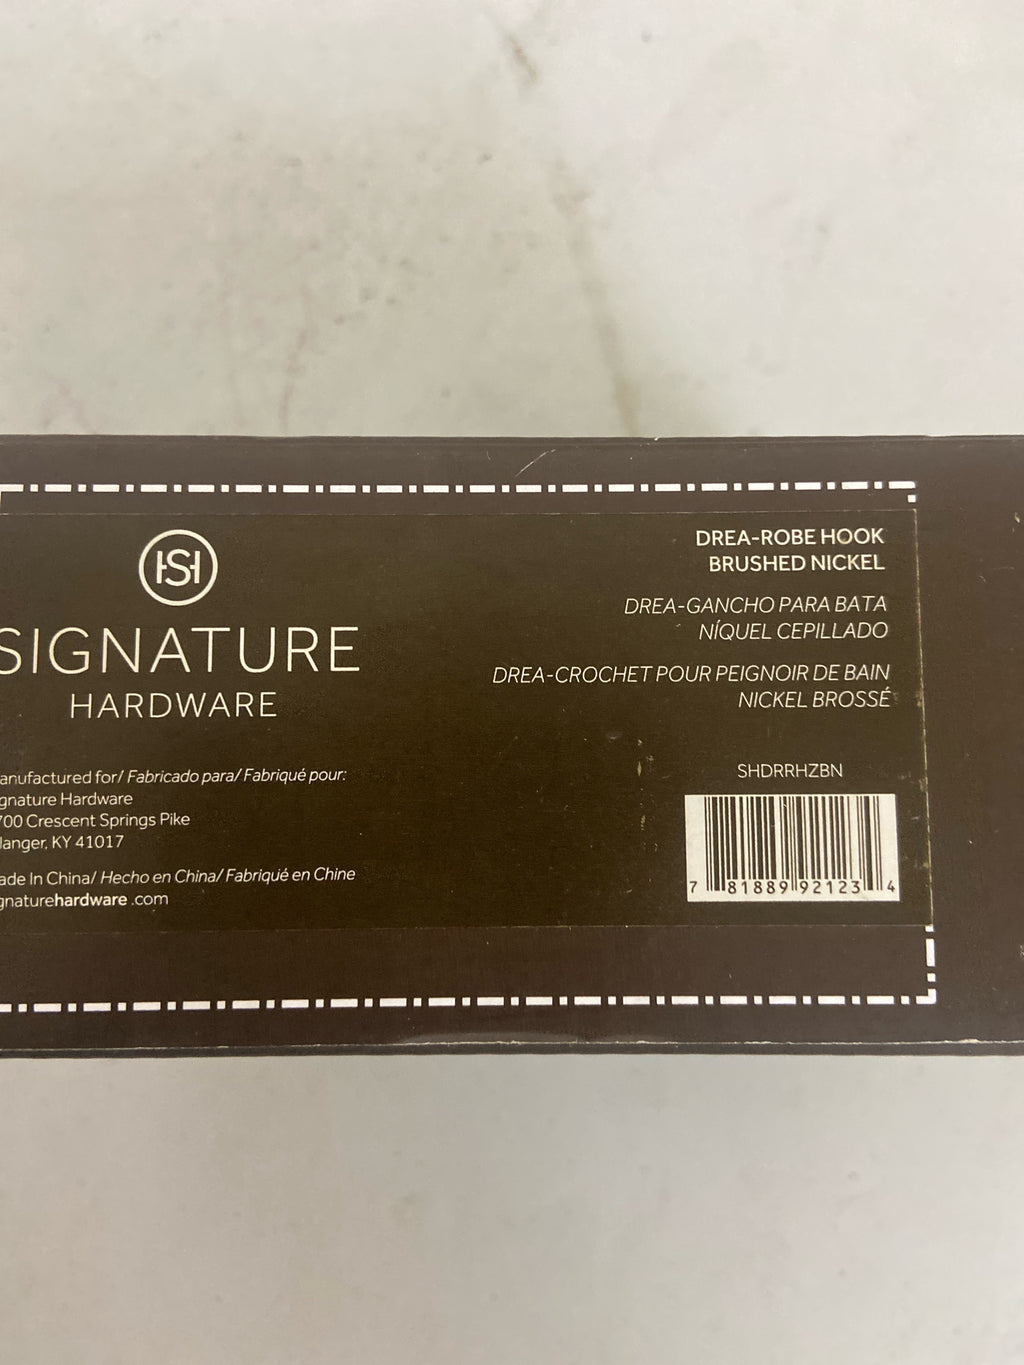 SIGNATURE
HARDWARE
anufactured for/ Fabricado para/ Fabriqué pour:
gnature Hardware
700 Crescent Springs Pike
langer, KY 41017
ade In China/ Hecho en China/ Fabriqué en Chine
gnaturehardware .com
DREA-ROBE HOOK
BRUSHED NICKEL
DREA-GANCHO PARA BATA
NÍQUEL CEPILLADO
DREA-CROCHET POUR PEIGNOIR DE BAIN
NICKEL BROSSÉ
SHDRRHZBN
7 81889 92123 4